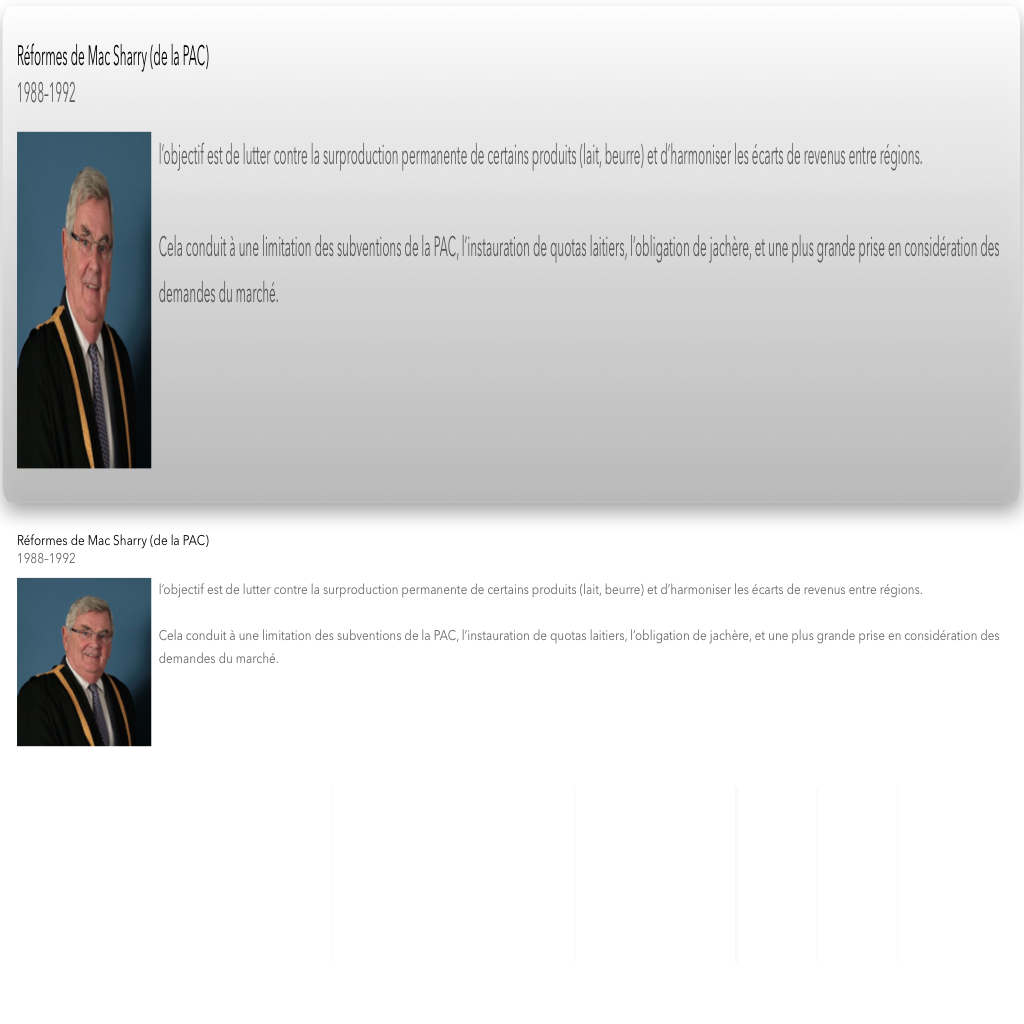 Réformes de Mac Sharry (de la PAC)
1988-1992
l'objectif est de lutter contre la surproduction permanente de certains produits (lait, beurre) et d'harmoniser les écarts de revenus entre régions.
Cela conduit à une limitation des subventions de la PAC, l'instauration de quotas laitiers, l'obligation de jachère, et une plus grande prise en considération des
demandes du marché.
Réformes de Mac Sharry (de la PAC)
1988-1992
l'objectif est de lutter contre la surproduction permanente de certains produits (lait, beurre) et d'harmoniser les écarts de revenus entre régions.
Cela conduit à une limitation des subventions de la PAC, l'instauration de quotas laitiers, l'obligation de jachère, et une plus grande prise en considération des
demandes du marché.